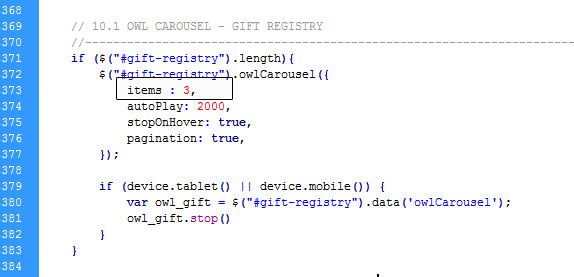 368
369 // 10.1 OWL CAROUSEL - GIFT REGISTRY
370 //----------------------------------------------------------------------
371 if ($("#gift-registry").length){
372 $("#gift-registry").owlCarousel({
373 items : 3,
374 autoPlay: 2000,
375 stopOnHover: true,
376 pagination: true,
377 });
378
379 if (device.tablet() || device.mobile()) {
380 var owl_gift = $("#gift-registry").data('owlCarousel');
381 owl_gift.stop()
382 }
383 }
384